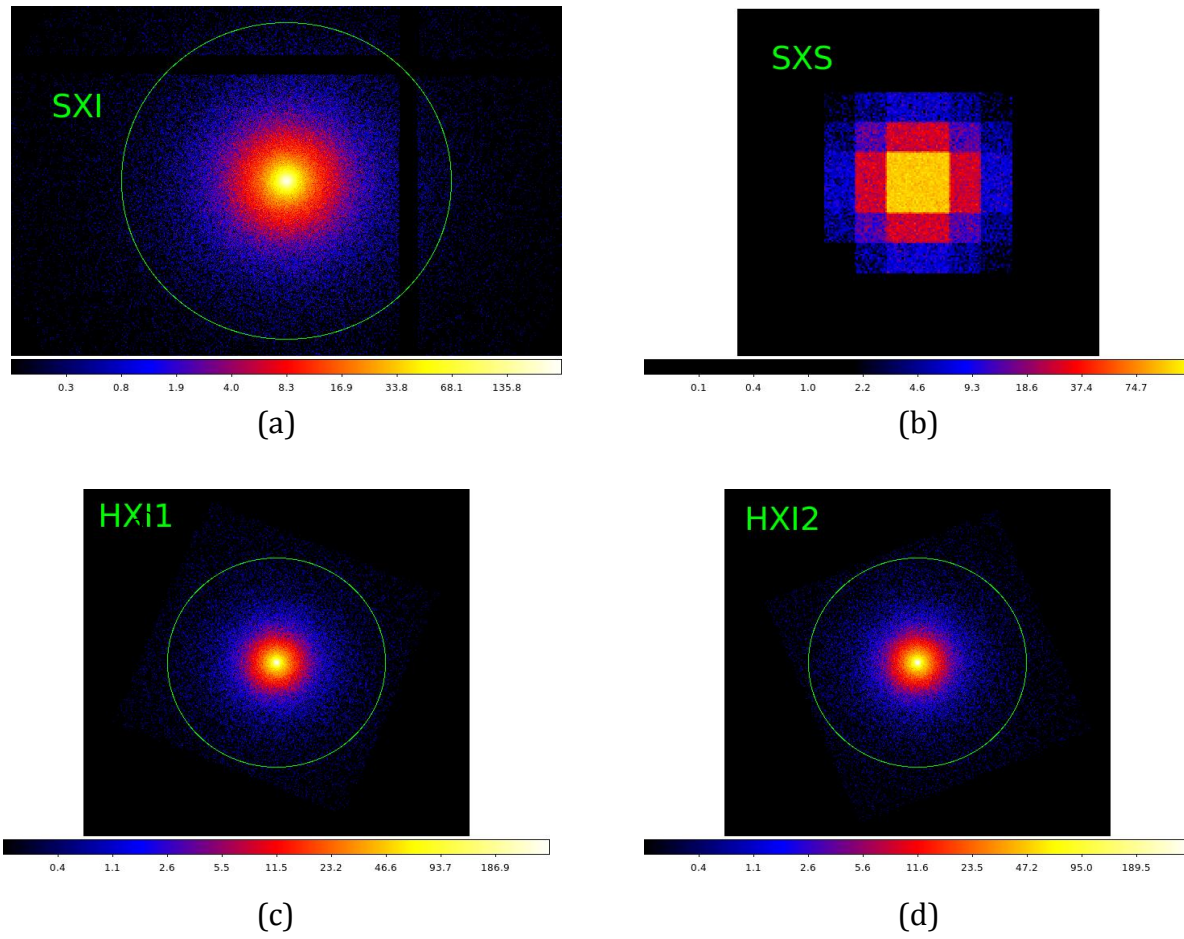 SXI
0.3 0.8 1.9 4.0 8.3 16.9 33.8 68.1 135.8
(a)
SXS
0.1 0.4 1.0 2.2 4.6 9.3 18.6 37.4 74.7
(b)
HXI1
0.4 1.1 2.6 5.5 11.5 23.2 46.6 93.7 186.9
(c)
HXI2
0.4 1.1 2.6 5.6 11.6 23.5 47.2 95.0 189.5
(d)